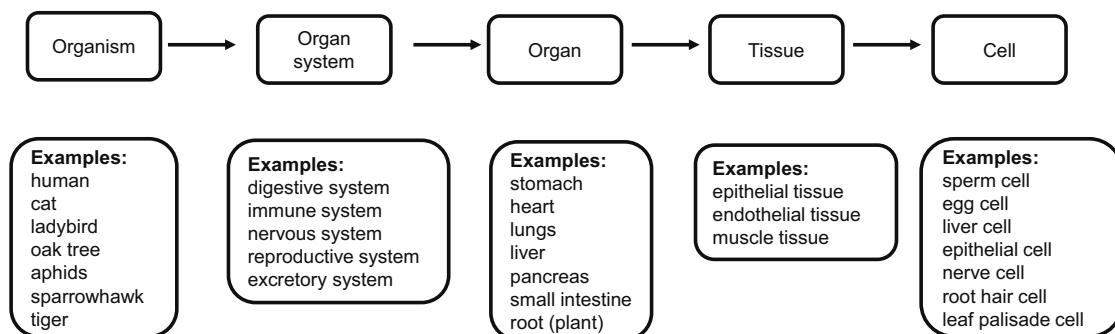 Organism
Organ
system
Organ
Tissue
Cell
Examples:
human
cat
ladybird
oak tree
aphids
sparrowhawk
tiger
Examples:
digestive system
immune system
nervous system
reproductive system
excretory system
Examples:
stomach
heart
lungs
liver
pancreas
small intestine
root (plant)
Examples:
epithelial tissue
endothelial tissue
muscle tissue
Examples:
sperm cell
egg cell
liver cell
epithelial cell
nerve cell
root hair cell
leaf palisade cell